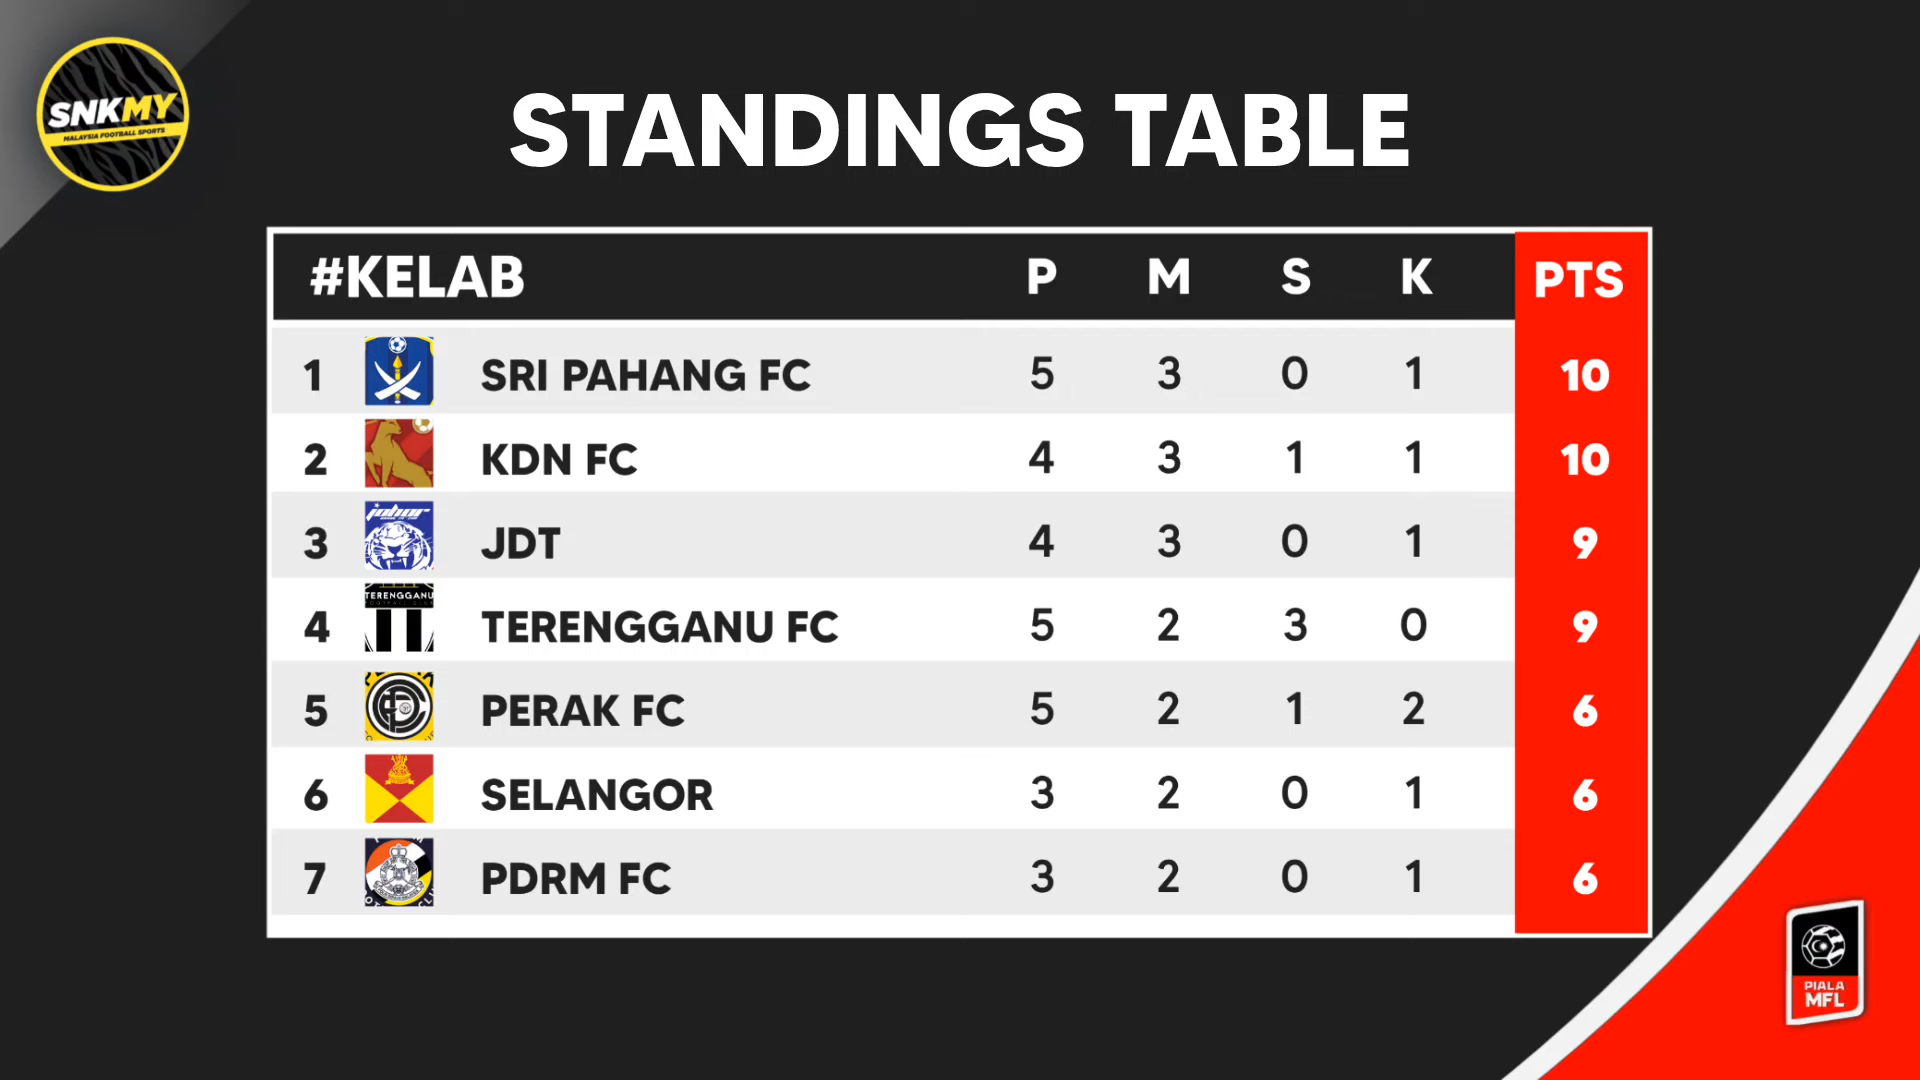 SNKMY
MALAYSIA FOOTBALL SPORTS
STANDINGS TABLE
#KELAB P M S K PTS
1 SRI PAHANG FC 5 3 0 1 10
2 KDN FC 4 3 1 1 10
johor
3 JDT 4 3 0 1 9
TERENGGANU
FOOTBALL CLUB
4 TERENGGANU FC 5 2 3 0 9
5 PERAK FC 5 2 1 2 6
6 SELANGOR 3 2 0 1 6
7 PDRM FC 3 2 0 1 6
PIALA
MFL